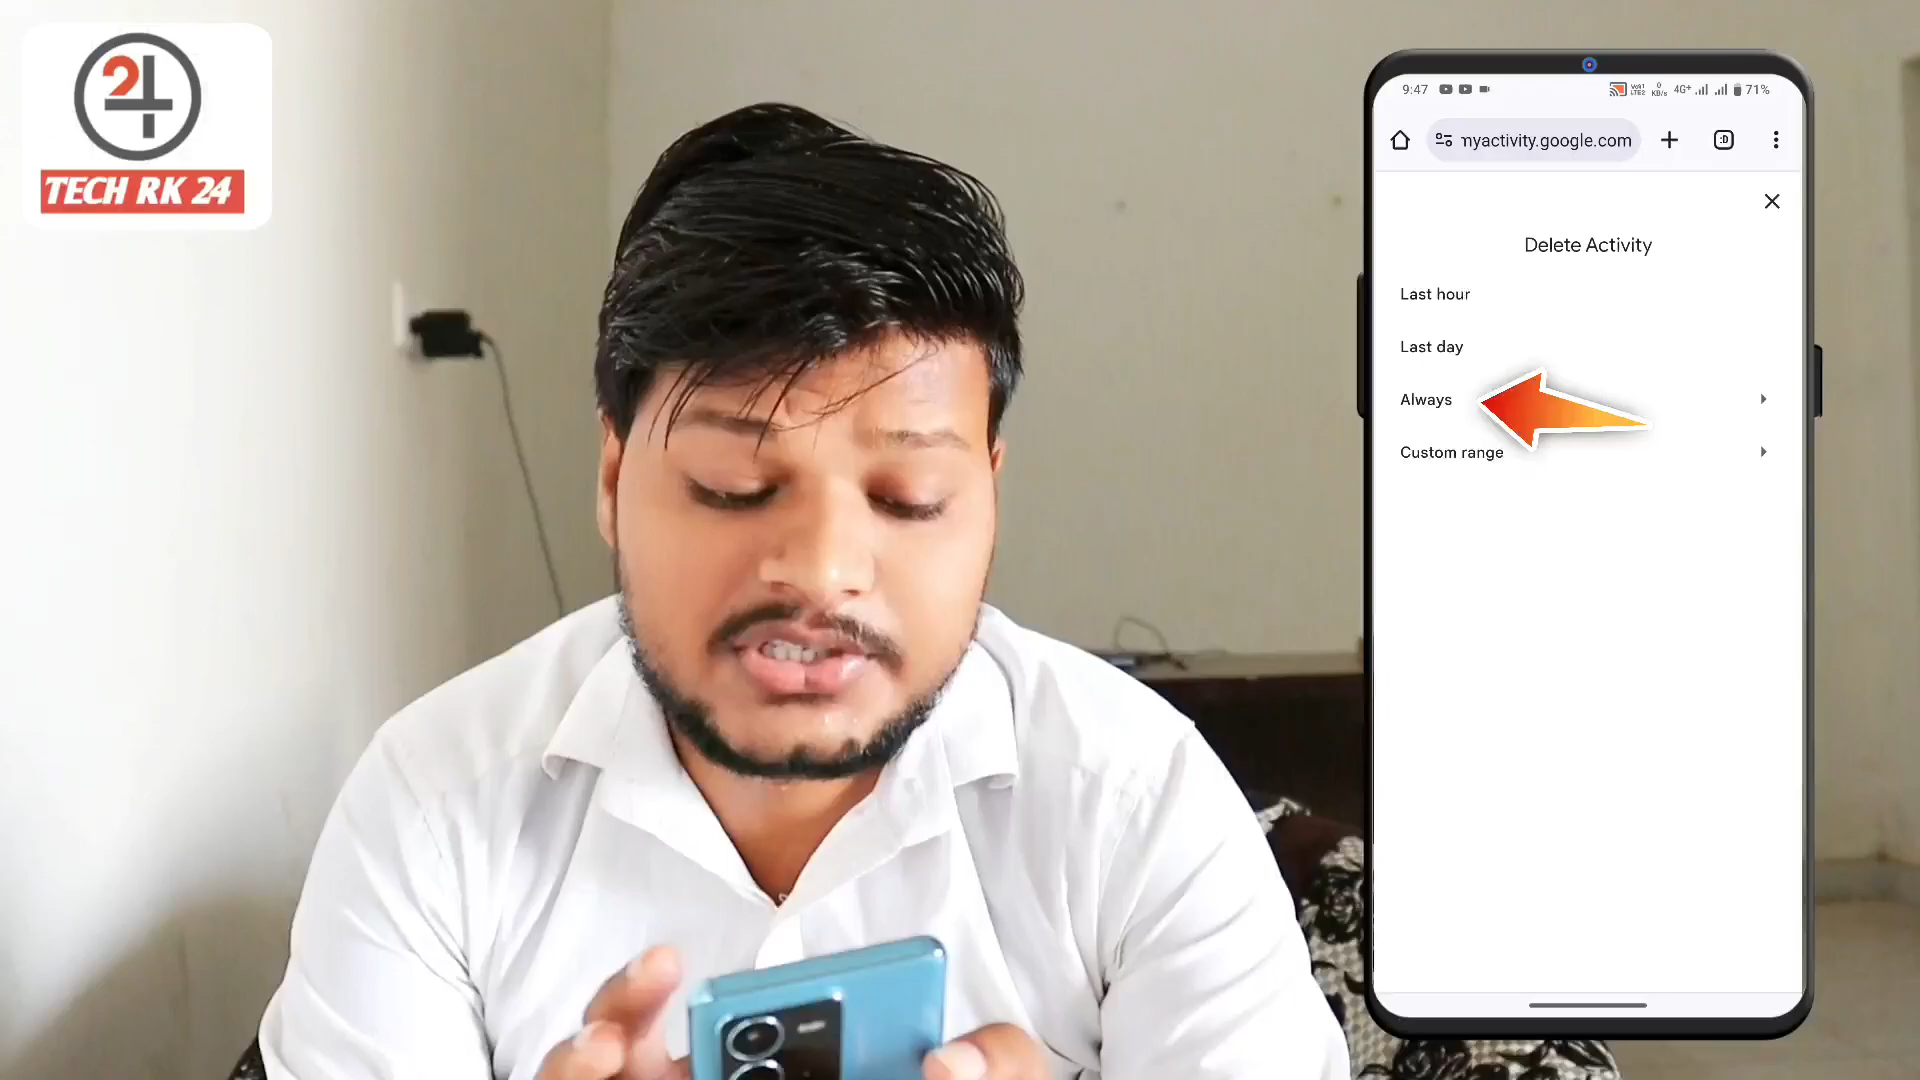 24
TECH RK 24
9:47
4G+
71%
myactivity.google.com
Delete Activity
Last hour
Last day
Always
Custom range